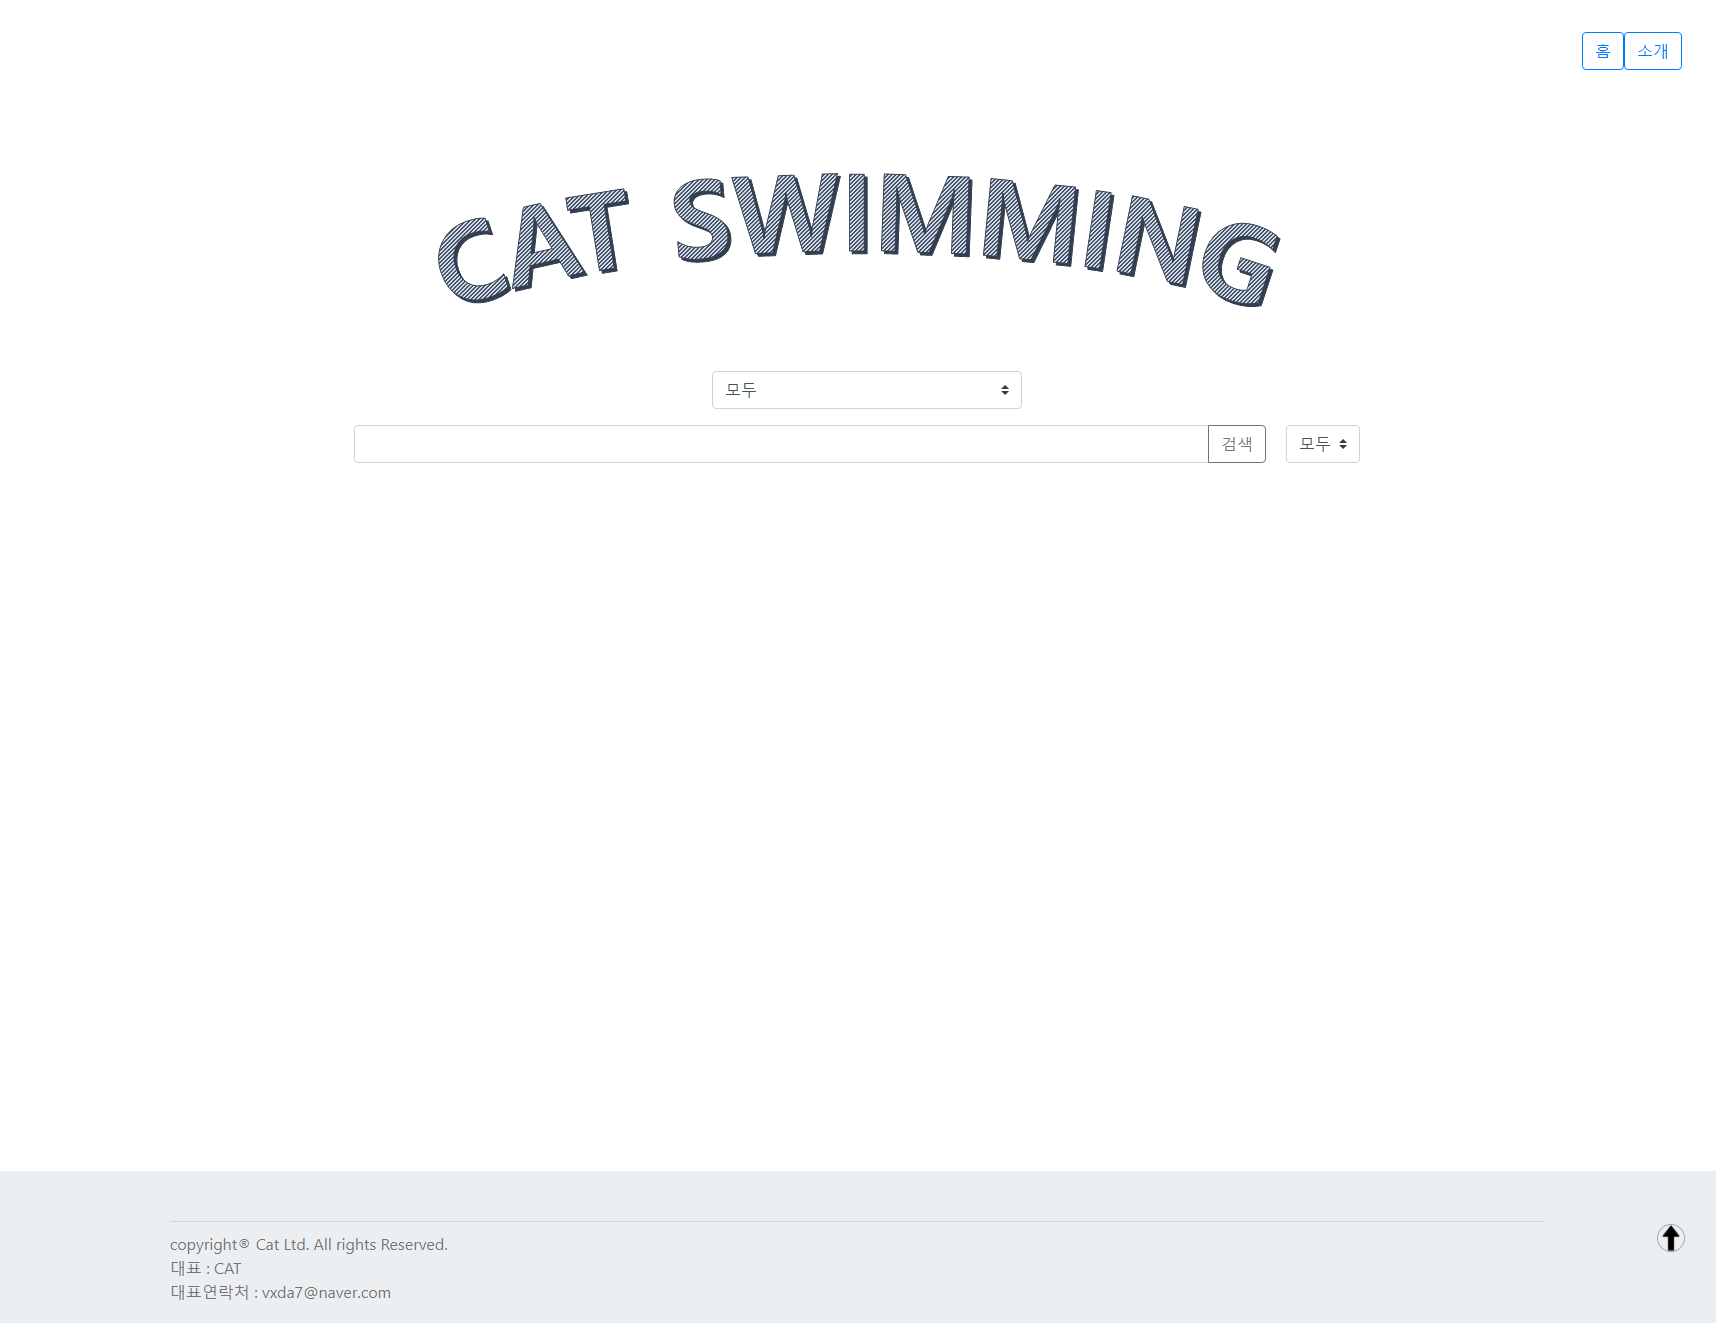 홈 소개
CAT SWIMMING
모두
검색 모두
copyright® Cat Ltd. All rights Reserved.
대표 : CAT
대표연락처 : vxda7@naver.com